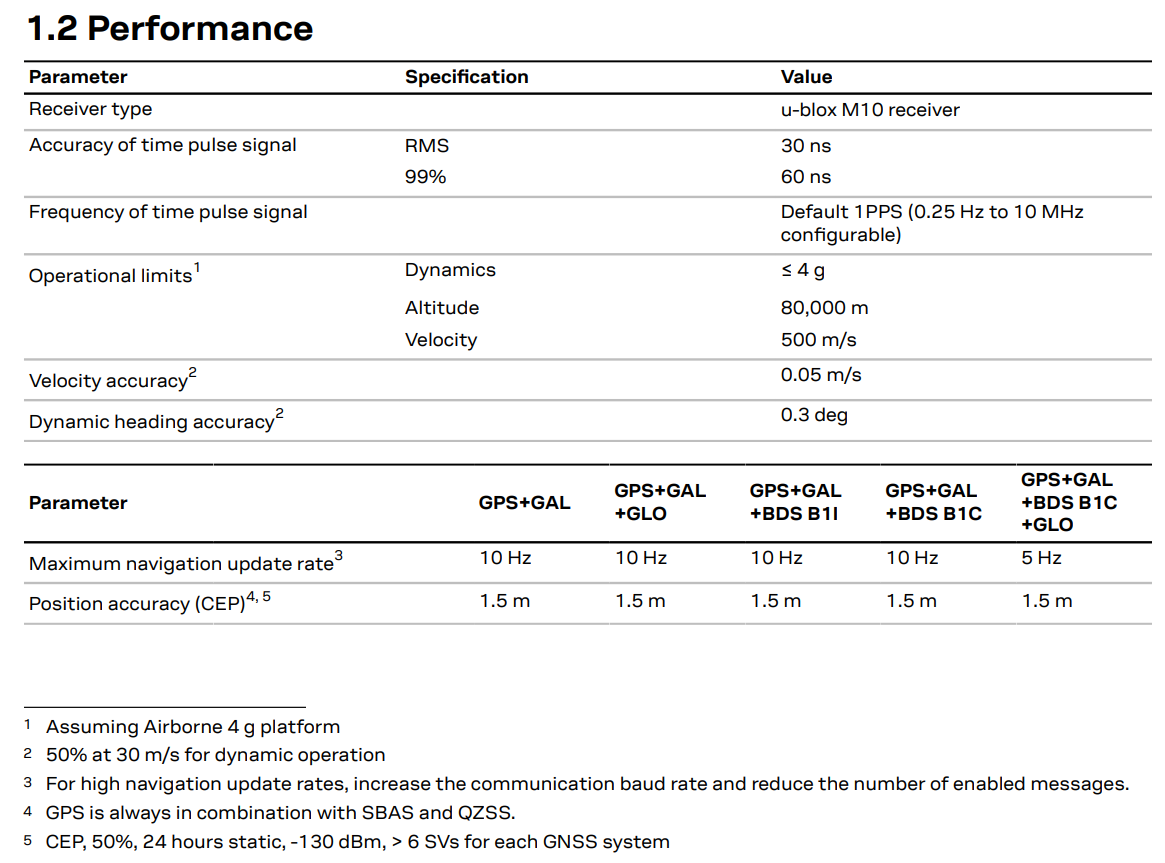 1.2 Performance
Parameter Specification Value
Receiver type u-blox M10 receiver
Accuracy of time pulse signal RMS 30 ns
99% 60 ns
Frequency of time pulse signal Default 1PPS (0.25 Hz to 10 MHz
configurable)
Operational limits1 Dynamics ≤ 4 g
Altitude 80,000 m
Velocity 500 m/s
Velocity accuracy2 0.05 m/s
Dynamic heading accuracy2 0.3 deg
Parameter GPS+GAL GPS+GAL +GLO GPS+GAL +BDS B1I GPS+GAL +BDS B1C GPS+GAL +BDS B1C +GLO
Maximum navigation update rate3 10 Hz 10 Hz 10 Hz 10 Hz 5 Hz
Position accuracy (CEP)4, 5 1.5 m 1.5 m 1.5 m 1.5 m 1.5 m
1 Assuming Airborne 4 g platform
2 50% at 30 m/s for dynamic operation
3 For high navigation update rates, increase the communication baud rate and reduce the number of enabled messages.
4 GPS is always in combination with SBAS and QZSS.
5 CEP, 50%, 24 hours static, -130 dBm, > 6 SVs for each GNSS system